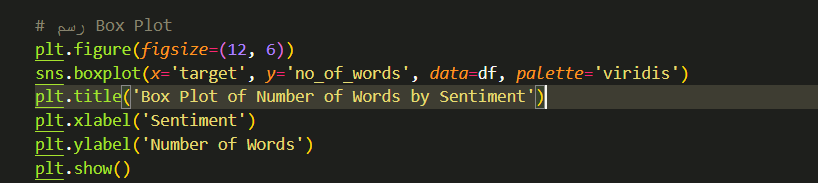 # رسم Box Plot
plt.figure(figsize=(12, 6))
sns.boxplot(x='target', y='no_of_words', data=df, palette='viridis')
plt.title('Box Plot of Number of Words by Sentiment')
plt.xlabel('Sentiment')
plt.ylabel('Number of Words')
plt.show()